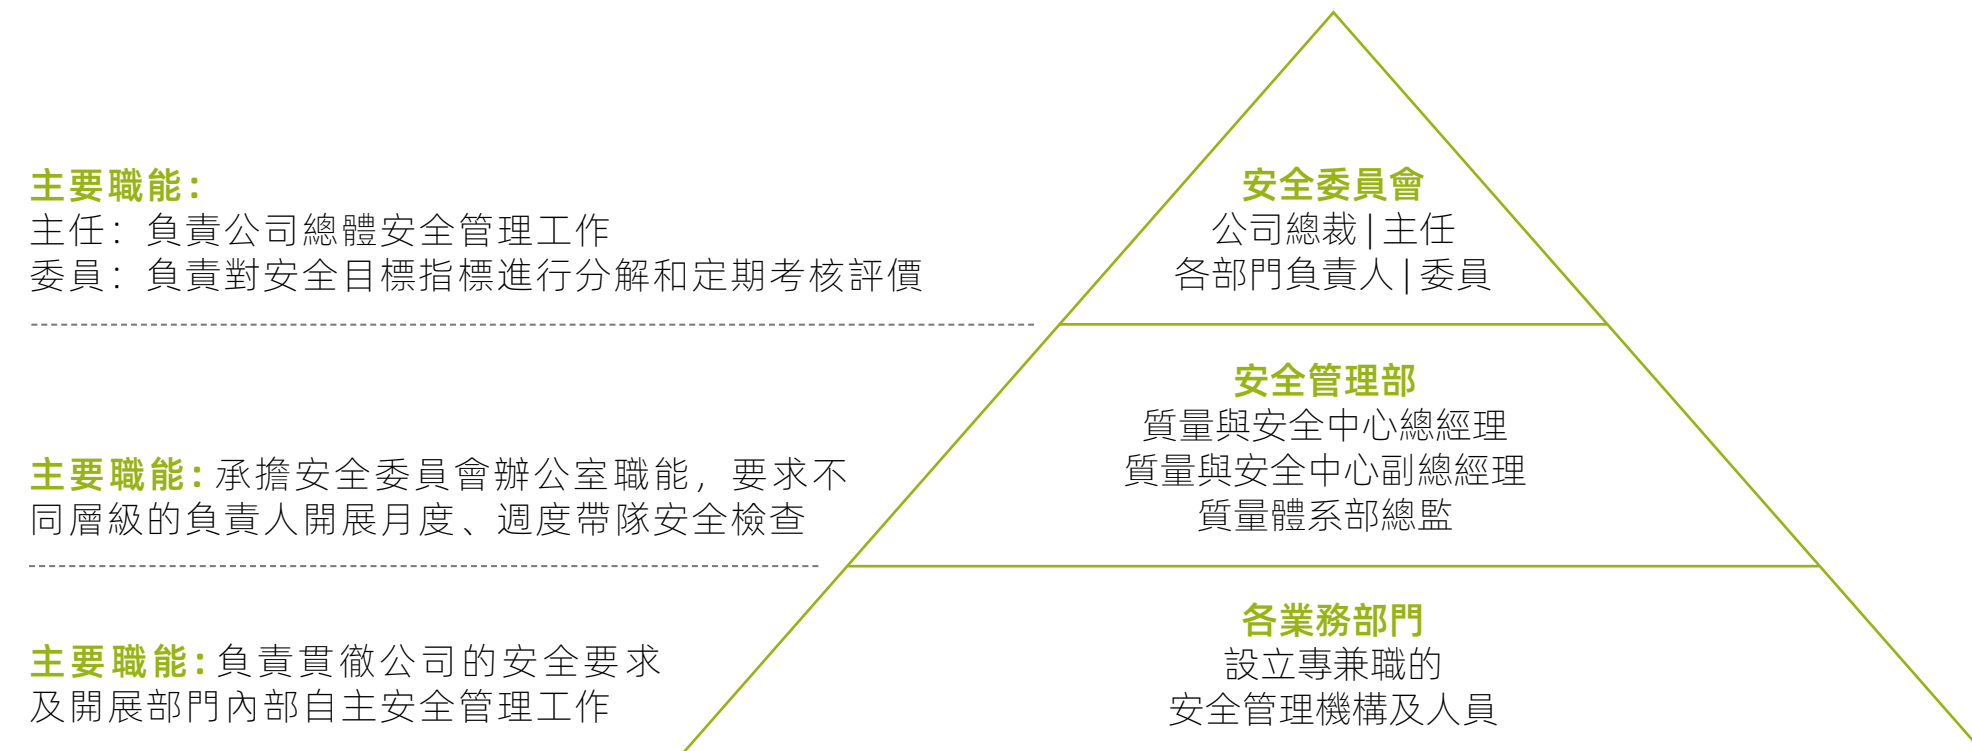 主要職能：
主任：負責公司總體安全管理工作
委員：負責對安全目標指標進行分解和定期考核評價
安全委員會
公司總裁 | 主任
各部門負責人 | 委員
主要職能：承擔安全委員會辦公室職能，要求不
同層級的負責人開展月度、週度帶隊安全檢查
安全管理部
質量與安全中心總經理
質量與安全中心副總經理
質量體系部總監
主要職能：負責貫徹公司的安全要求
及開展部門內部自主安全管理工作
各業務部門
設立專兼職的
安全管理機構及人員